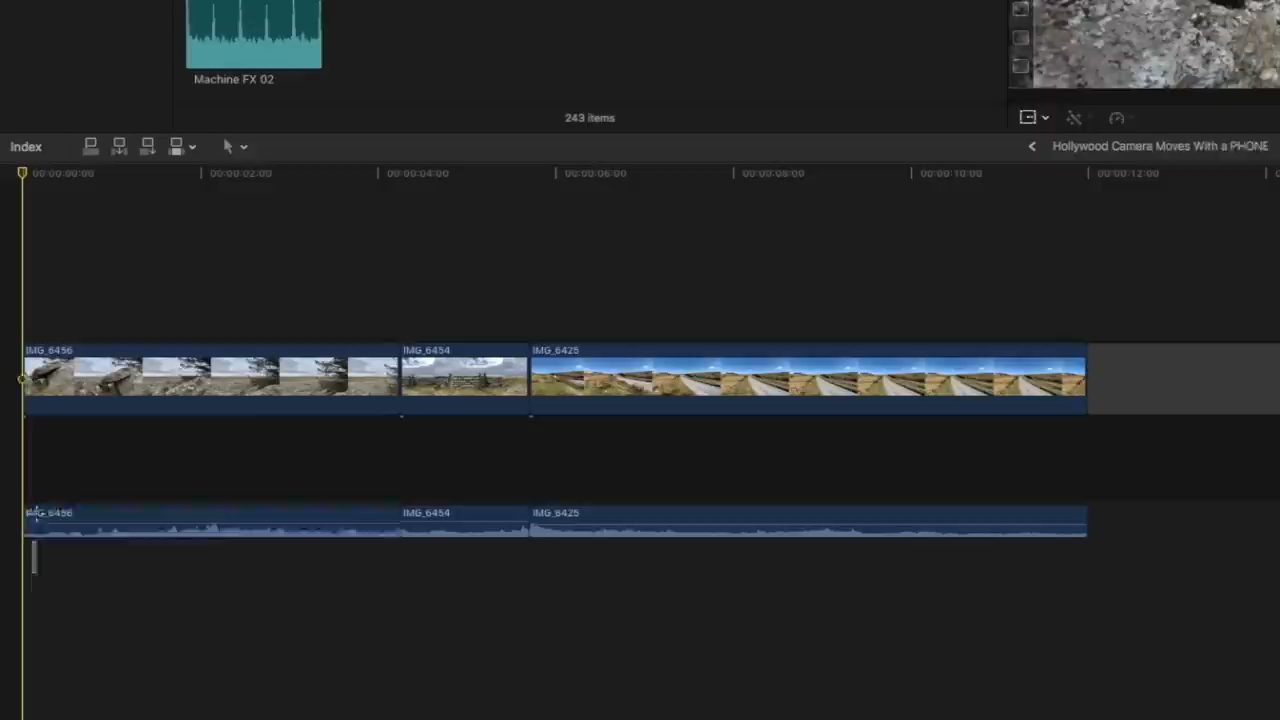 Machine FX 02
243 items
Index
Hollywood Camera Moves With a PHONE
00:00:00:00 00:00:02:00 00:00:04:00 00:00:06:00 00:00:08:00 00:00:10:00 00:00:12:00
IMG_6456 IMG_6454 IMG_6425
IMG_6456 IMG_6454 IMG_6425